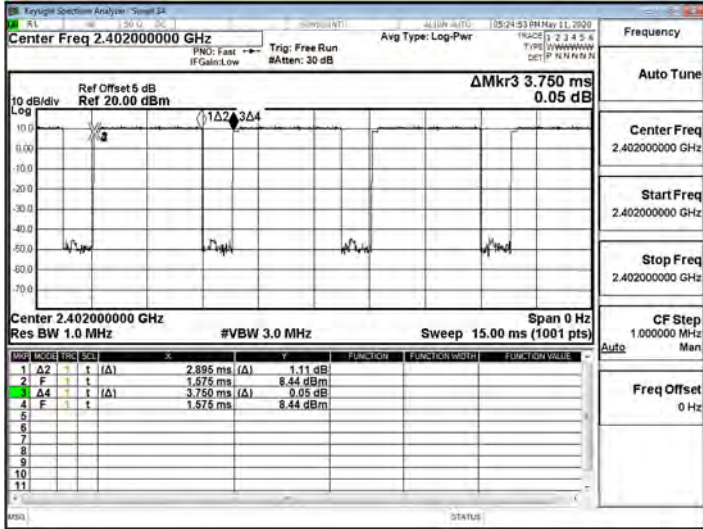 Keysight Spectrum Analyzer - Swept SA
RL RF 50 Ω DC SENSE:INT ALIGN AUTO 05:24:53 PM May 11, 2020
Center Freq 2.402000000 GHz
PNO: Fast
IFGain:Low
Trig: Free Run
#Atten: 30 dB
Avg Type: Log-Pwr
TRACE 1 2 3 4 5 6
TYPE WWWWWW
DET P N N N N N
Ref Offset 5 dB
Ref 20.00 dBm
10 dB/div
Log
ΔMkr3 3.750 ms
0.05 dB
10.0
0.00
-10.0
-20.0
-30.0
-40.0
-50.0
-60.0
-70.0
1Δ2 3Δ4
Center 2.402000000 GHz
Span 0 Hz
Res BW 1.0 MHz
#VBW 3.0 MHz
Sweep 15.00 ms (1001 pts)
MKR MODE TRC SCL X Y FUNCTION FUNCTION WIDTH FUNCTION VALUE
1 Δ2 1 t (Δ) 2.895 ms (Δ) 1.11 dB
2 F 1 t 1.575 ms 8.44 dBm
3 Δ4 1 t (Δ) 3.750 ms (Δ) 0.05 dB
4 F 1 t 1.575 ms 8.44 dBm
5
6
7
8
9
10
11
MSG
STATUS
Frequency
Auto Tune
Center Freq
2.402000000 GHz
Start Freq
2.402000000 GHz
Stop Freq
2.402000000 GHz
CF Step
1.000000 MHz
Auto Man
Freq Offset
0 Hz